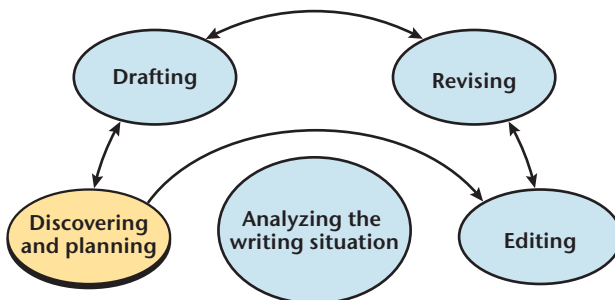 Drafting
Revising
Discovering
and planning
Analyzing the
writing situation
Editing